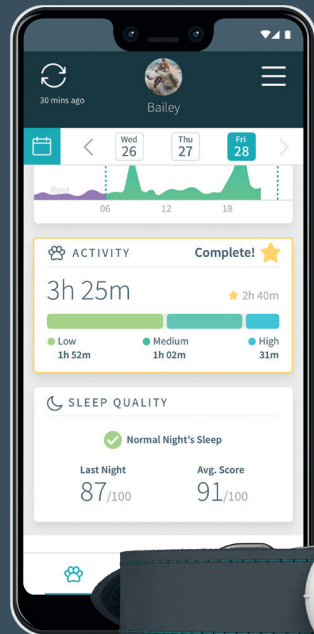 30 mins ago
Bailey
Wed Thu Fri
26 27 28
Rest
06 12 18
ACTIVITY Complete!
3h 25m 2h 40m
Low Medium High
1h 52m 1h 02m 31m
SLEEP QUALITY
Normal Night's Sleep
Last Night Avg. Score
87/100 91/100